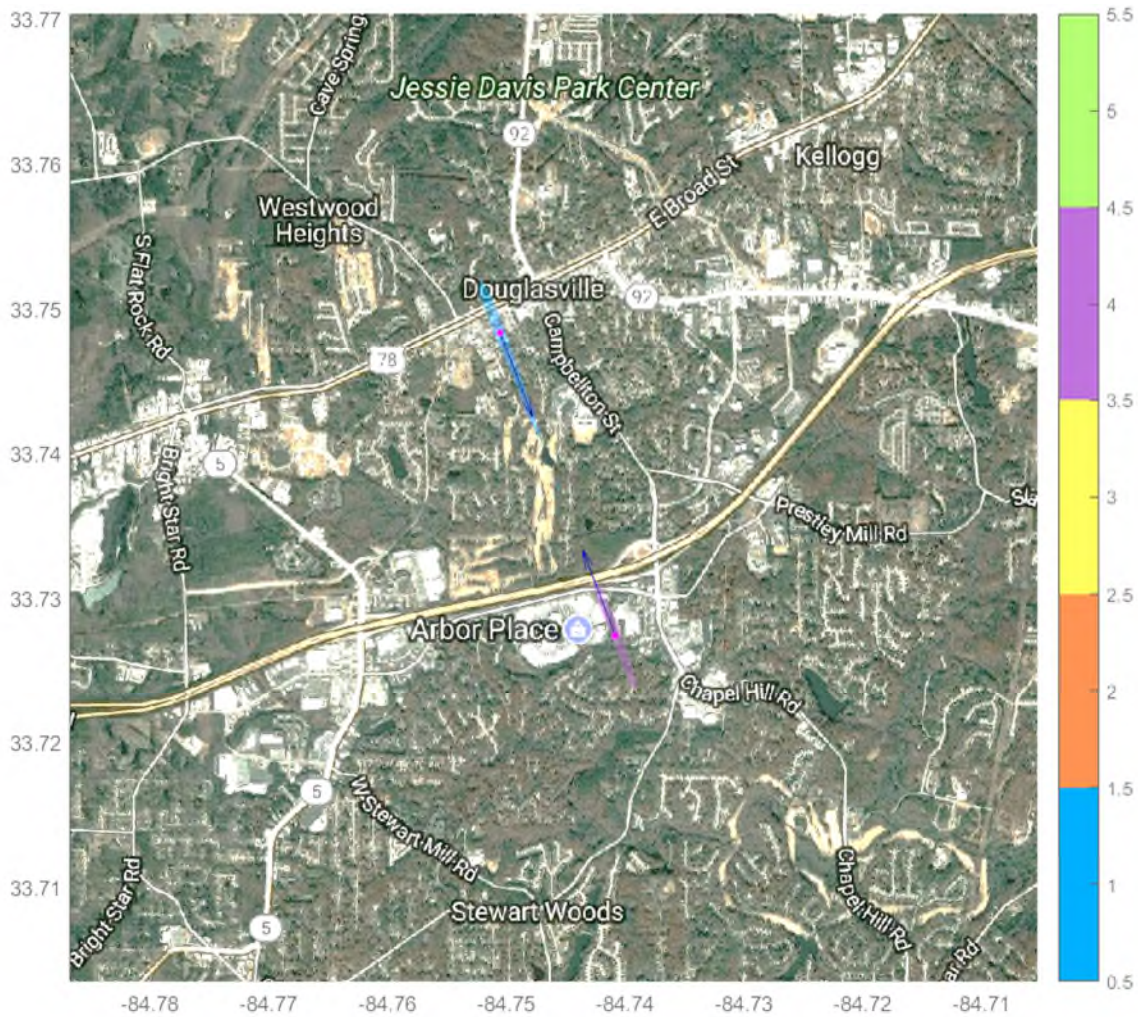 33.77
33.76
33.75
33.74
33.73
33.72
33.71
-84.78
-84.77
-84.76
-84.75
-84.74
-84.73
-84.72
-84.71
5.5
5
4.5
4
3.5
3
2.5
2
1.5
1
0.5
Cave Spring
Jessie Davis Park Center
92
Kellogg
E Broad St
Westwood
Heights
S Flat Rock Rd
Douglasville
92
Campbellton St
78
5
Bright Star Rd
Prestley Mill Rd
Sla
Arbor Place
Chapel Hill Rd
5
W Stewart Mill Rd
Chapel Hill Rd
Stewart Woods
Bright Star Rd
5
ar Rd